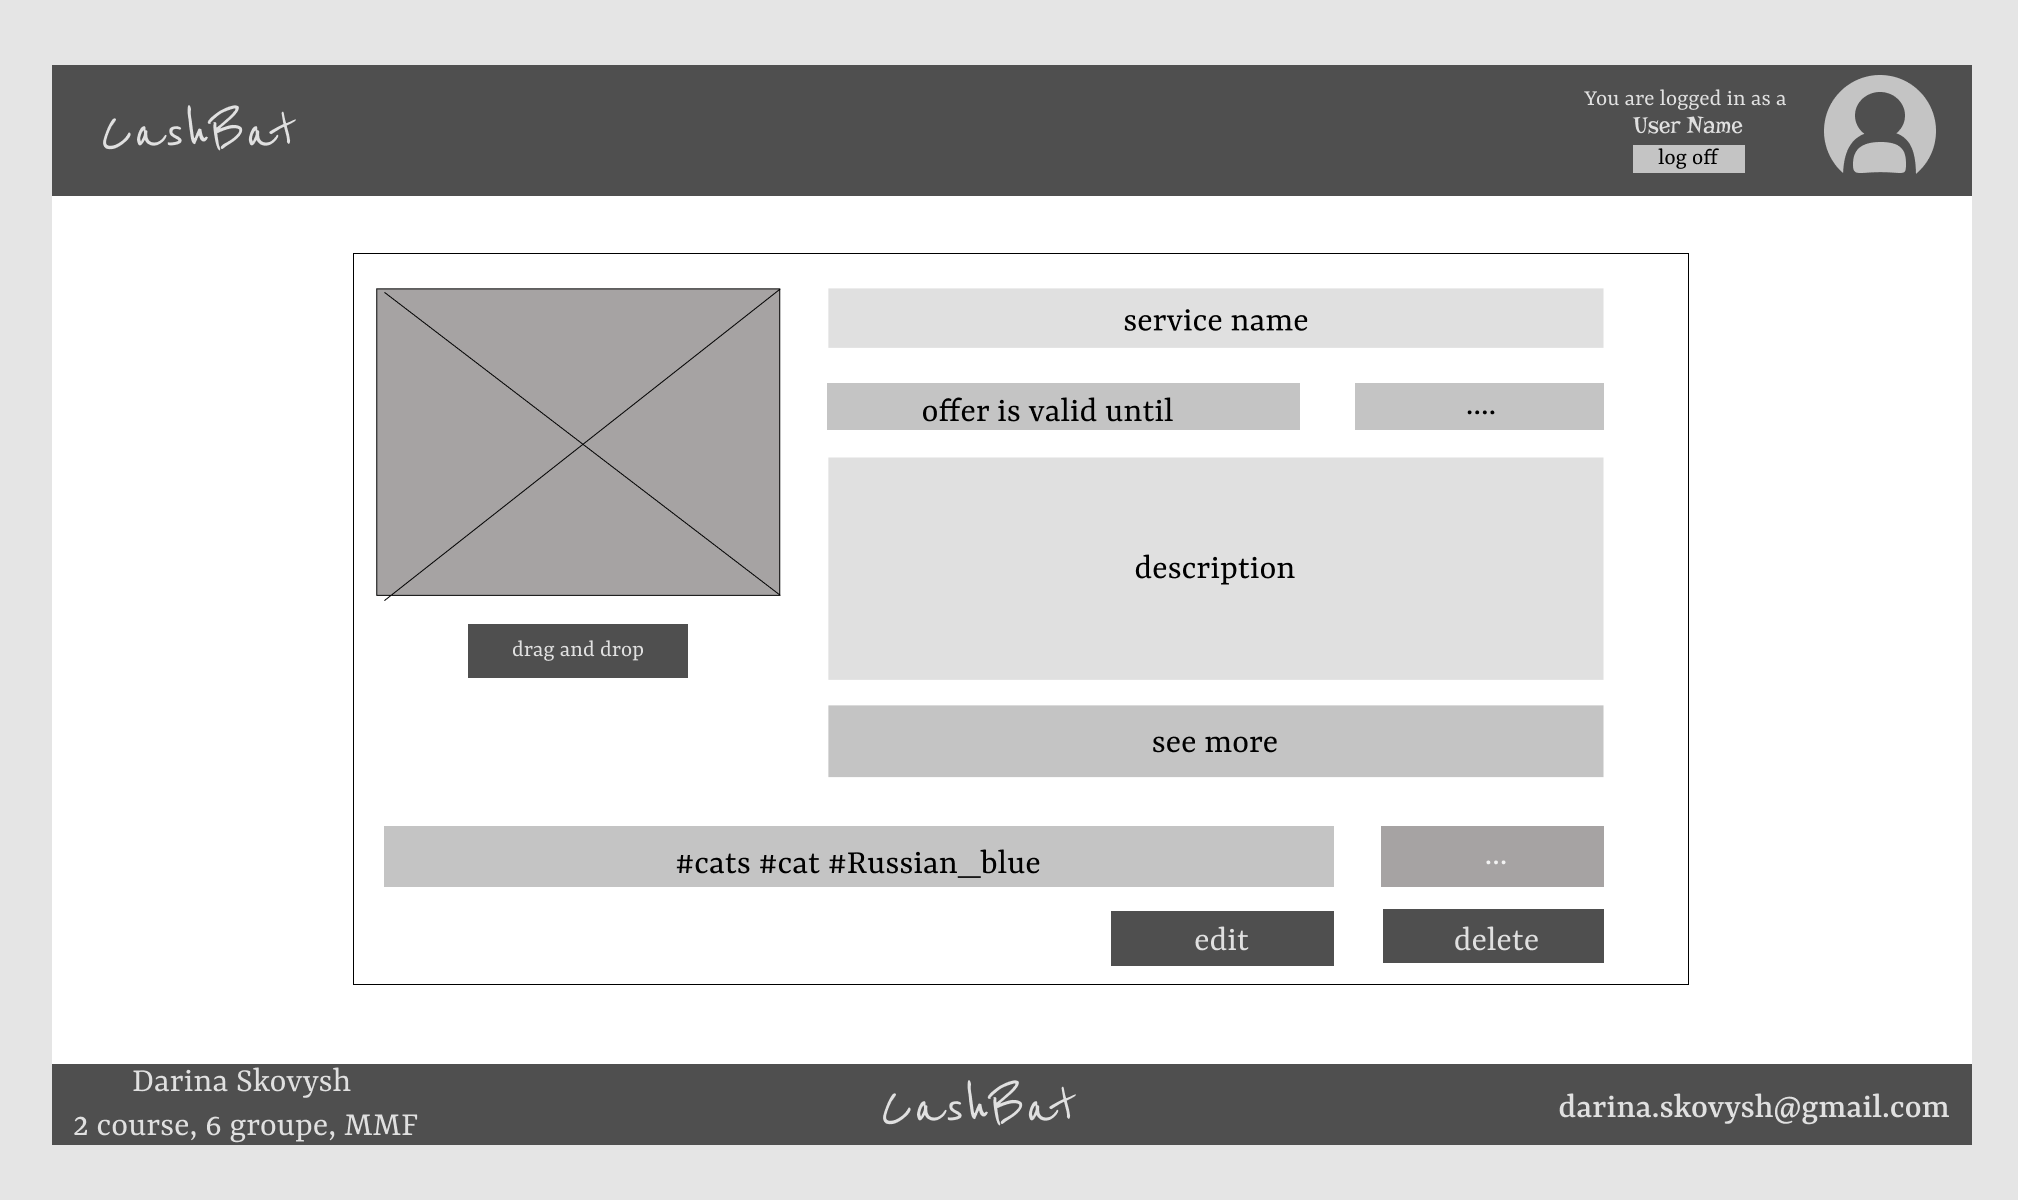 CashBat
You are logged in as a
User Name
log off
service name
offer is valid until
....
description
drag and drop
see more
#cats #cat #Russian_blue
...
edit
delete
Darina Skovysh
2 course, 6 groupe, MMF
CashBat
darina.skovysh@gmail.com